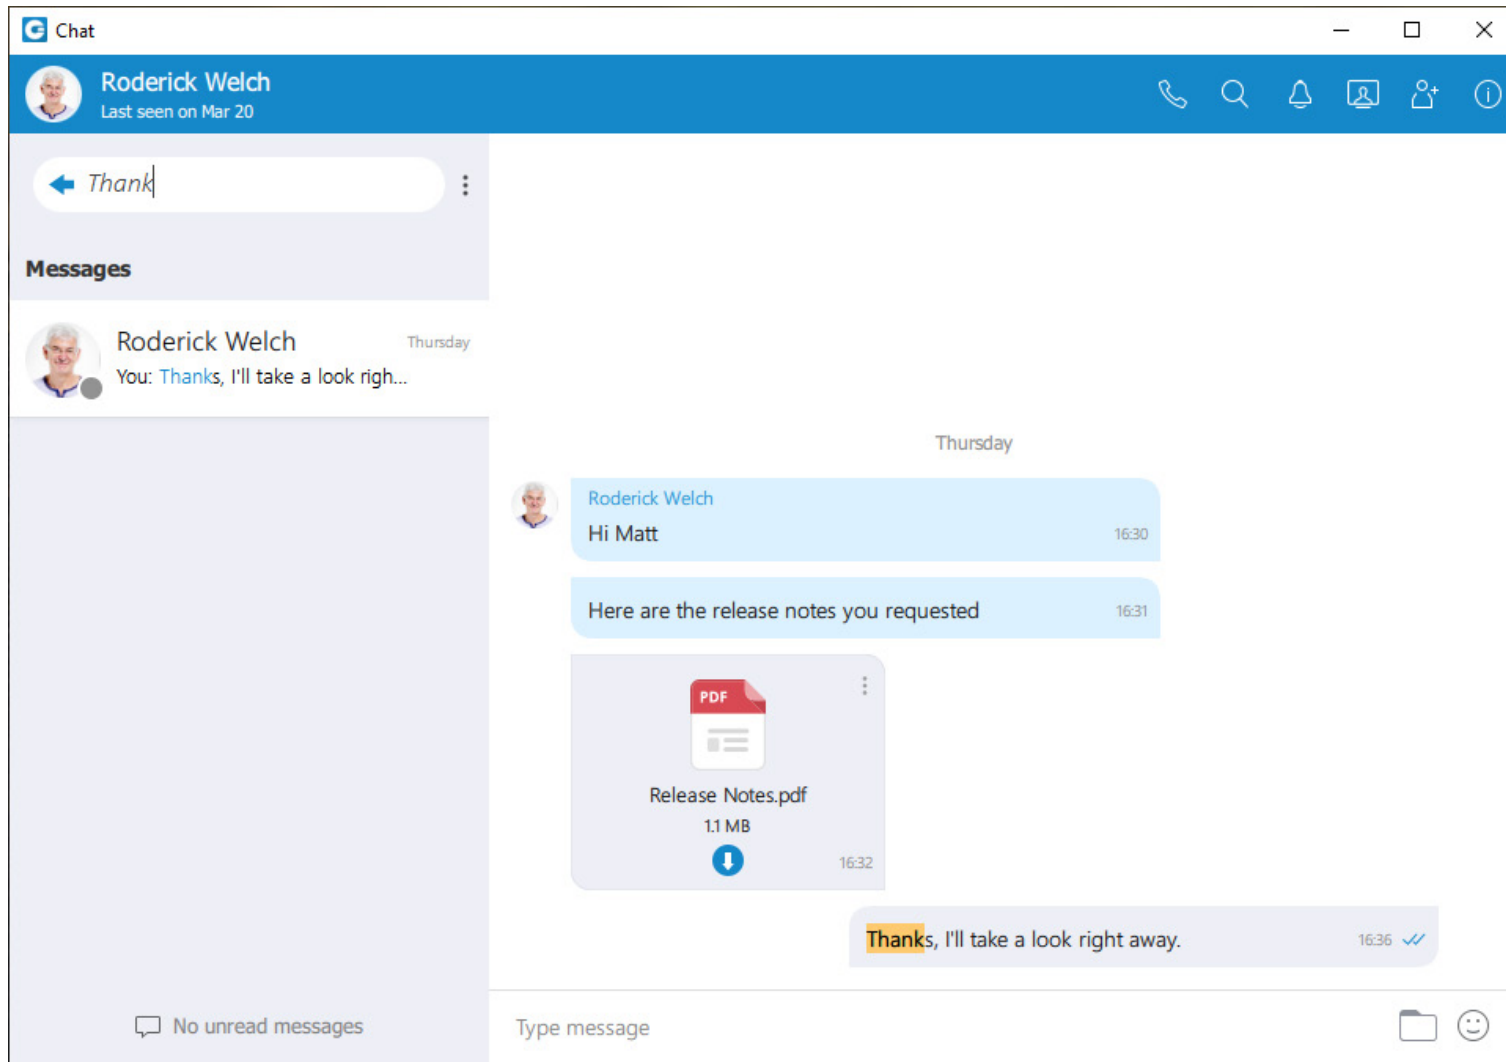 Chat
Roderick Welch
Last seen on Mar 20
Thank
Messages
Roderick Welch
Thursday
You: Thanks, I'll take a look righ...
No unread messages
Thursday
Roderick Welch
Hi Matt
16:30
Here are the release notes you requested
16:31
PDF
Release Notes.pdf
1.1 MB
16:32
Thanks, I'll take a look right away.
16:36
Type message